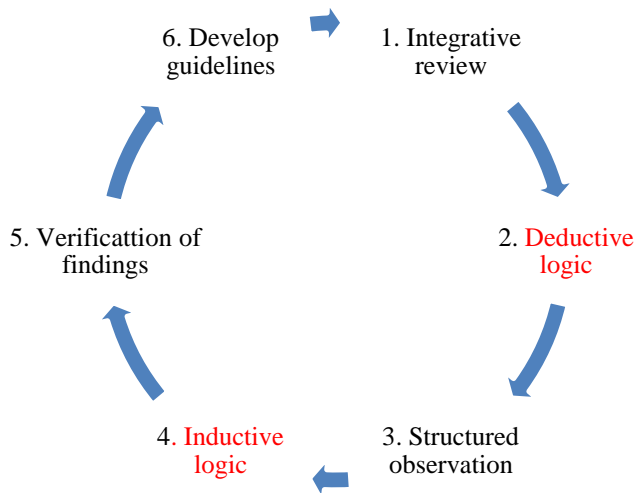 1. Integrative
review
2. Deductive
logic
3. Structured
observation
4. Inductive
logic
5. Verificattion of
findings
6. Develop
guidelines